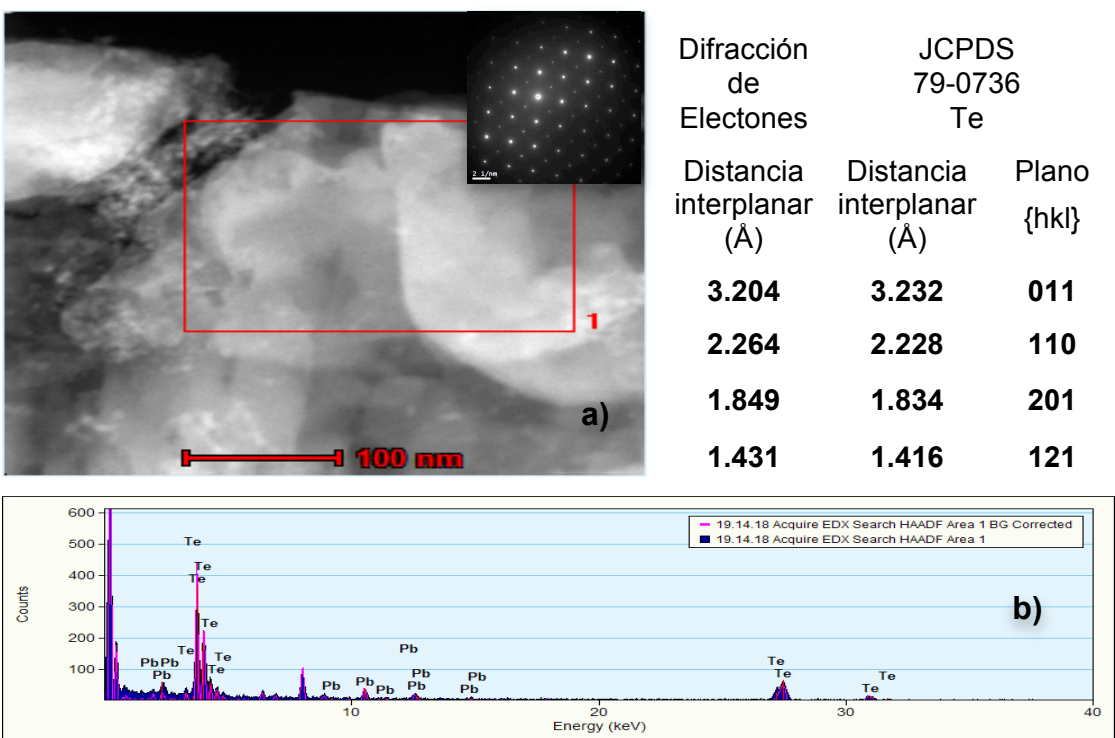 2 1/nm
1
a)
100 nm
Difracción
de
Electones
JCPDS
79-0736
Te
Distancia
interplanar
(Å)
Distancia
interplanar
(Å)
Plano
{hkl}
3.204 3.232 011
2.264 2.228 110
1.849 1.834 201
1.431 1.416 121
600
500
400
300
200
100
Counts
Te
Te
Te
Te
Te
Te
Te
Pb Pb
Pb
Pb
Pb
Pb
Pb
Pb
Pb
Pb
Te
Te
Te
Te
19.14.18 Acquire EDX Search HAADF Area 1 BG Corrected
19.14.18 Acquire EDX Search HAADF Area 1
b)
10 20 30 40
Energy (keV)